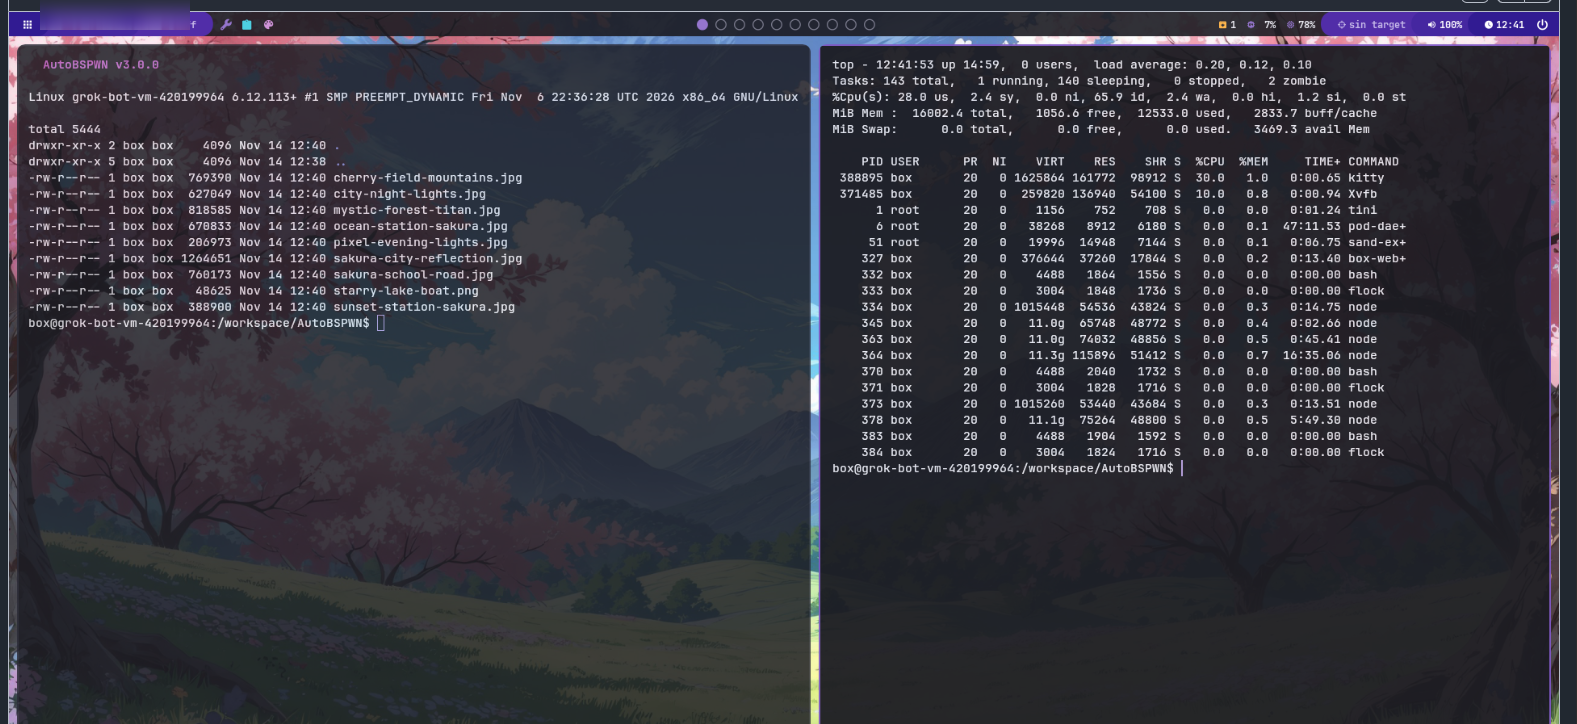 f
1 7% 78% sin target 100% 12:41
AutoBSPWN v3.0.0
Linux grok-bot-vm-420199964 6.12.113+ #1 SMP PREEMPT_DYNAMIC Fri Nov  6 22:36:28 UTC 2026 x86_64 GNU/Linux
total 5444
drwxr-xr-x 2 box box    4096 Nov 14 12:40 .
drwxr-xr-x 5 box box    4096 Nov 14 12:38 ..
-rw-r--r-- 1 box box  769390 Nov 14 12:40 cherry-field-mountains.jpg
-rw-r--r-- 1 box box  627049 Nov 14 12:40 city-night-lights.jpg
-rw-r--r-- 1 box box  818585 Nov 14 12:40 mystic-forest-titan.jpg
-rw-r--r-- 1 box box  670833 Nov 14 12:40 ocean-station-sakura.jpg
-rw-r--r-- 1 box box  206973 Nov 14 12:40 pixel-evening-lights.jpg
-rw-r--r-- 1 box box 1264651 Nov 14 12:40 sakura-city-reflection.jpg
-rw-r--r-- 1 box box  760173 Nov 14 12:40 sakura-school-road.jpg
-rw-r--r-- 1 box box   48625 Nov 14 12:40 starry-lake-boat.png
-rw-r--r-- 1 box box  388900 Nov 14 12:40 sunset-station-sakura.jpg
box@grok-bot-vm-420199964:/workspace/AutoBSPWN$
top - 12:41:53 up 14:59,  0 users,  load average: 0.20, 0.12, 0.10
Tasks: 143 total,   1 running, 140 sleeping,   0 stopped,   2 zombie
%Cpu(s): 28.0 us,  2.4 sy,  0.0 ni, 65.9 id,  2.4 wa,  0.0 hi,  1.2 si,  0.0 st
MiB Mem :  16002.4 total,   1056.6 free,  12533.0 used,   2833.7 buff/cache
MiB Swap:      0.0 total,      0.0 free,      0.0 used.   3469.3 avail Mem
PID USER      PR  NI    VIRT    RES    SHR S  %CPU  %MEM     TIME+ COMMAND
388895 box       20   0 1625864 161772  98912 S  30.0   1.0   0:00.65 kitty
371485 box       20   0  259820 136940  54100 S  10.0   0.8   0:00.94 Xvfb
1 root      20   0    1156    752    708 S   0.0   0.0   0:01.24 tini
6 root      20   0   38268   8912   6180 S   0.0   0.1  47:11.53 pod-dae+
51 root      20   0   19996  14948   7144 S   0.0   0.1   0:06.75 sand-ex+
327 box       20   0  376644  37260  17844 S   0.0   0.2   0:13.40 box-web+
332 box       20   0    4488   1864   1556 S   0.0   0.0   0:00.00 bash
333 box       20   0    3004   1848   1736 S   0.0   0.0   0:00.00 flock
334 box       20   0 1015448  54536  43824 S   0.0   0.3   0:14.75 node
345 box       20   0   11.0g  65748  48772 S   0.0   0.4   0:02.66 node
363 box       20   0   11.0g  74032  48856 S   0.0   0.5   0:45.41 node
364 box       20   0   11.3g 115896  51412 S   0.0   0.7  16:35.06 node
370 box       20   0    4488   2040   1732 S   0.0   0.0   0:00.00 bash
371 box       20   0    3004   1828   1716 S   0.0   0.0   0:00.00 flock
373 box       20   0 1015260  53440  43684 S   0.0   0.3   0:13.51 node
378 box       20   0   11.1g  75264  48800 S   0.0   0.5   5:49.30 node
383 box       20   0    4488   1904   1592 S   0.0   0.0   0:00.00 bash
384 box       20   0    3004   1824   1716 S   0.0   0.0   0:00.00 flock
box@grok-bot-vm-420199964:/workspace/AutoBSPWN$